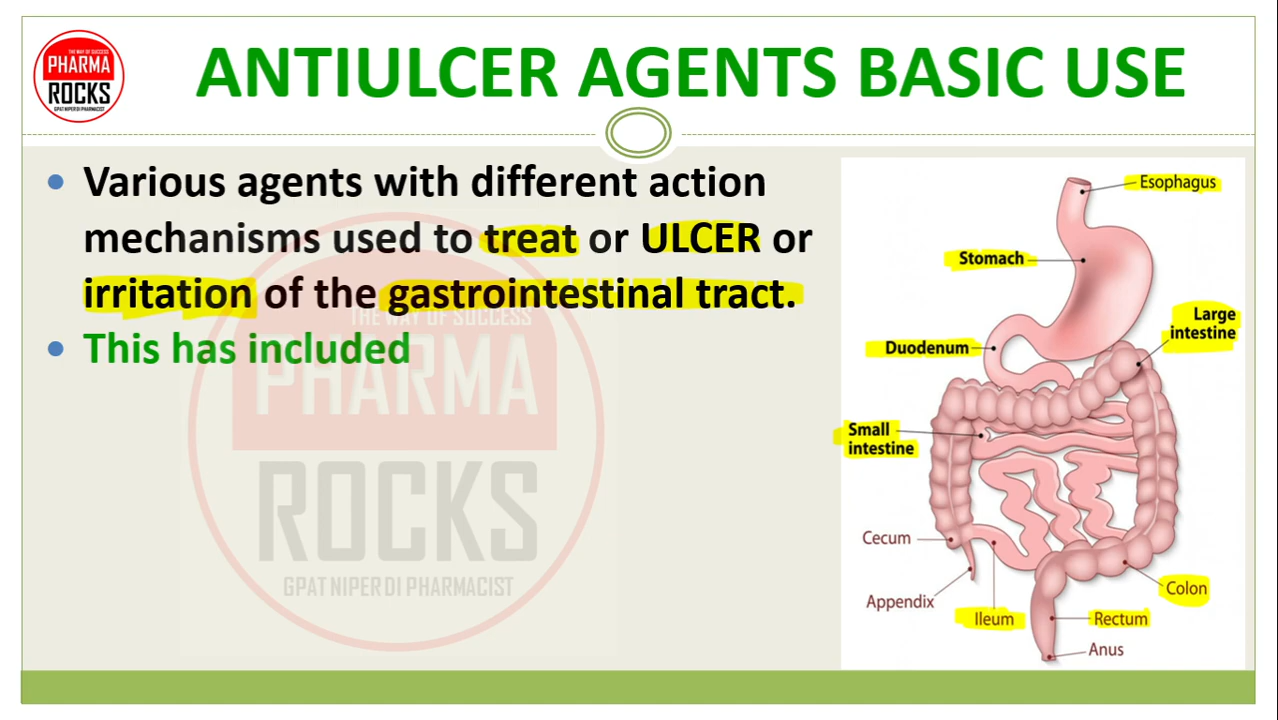 THE WAY OF SUCCESS
PHARMA
ROCKS
GPAT NIPER DI PHARMACIST
ANTIULCER AGENTS BASIC USE
• Various agents with different action
mechanisms used to treat or ULCER or
irritation of the gastrointestinal tract.
• This has included
THE WAY OF SUCCESS
PHARMA
ROCKS
GPAT NIPER DI PHARMACIST
Esophagus
Stomach
Large
intestine
Duodenum
Small
intestine
Cecum
Colon
Appendix
Ileum
Rectum
Anus